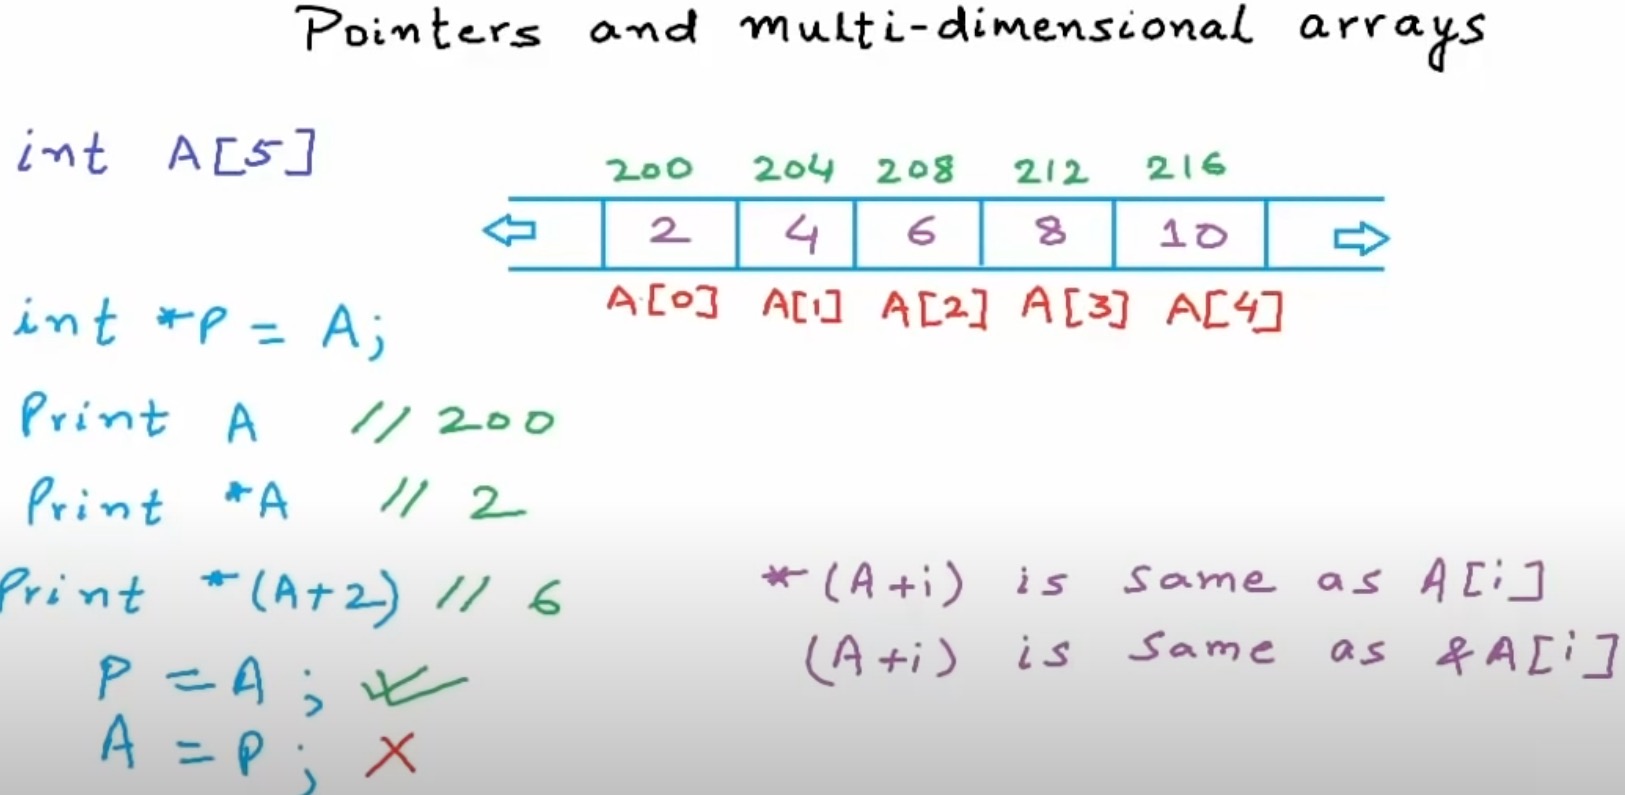 Pointers and multi-dimensional arrays
int A[5]
200 204 208 212 216
2 4 6 8 10
A[0] A[1] A[2] A[3] A[4]
int *P = A;
Print A // 200
Print *A // 2
Print *(A+2) // 6
*(A+i) is same as A[i]
(A+i) is same as &A[i]
P = A; ✓
A = P; X